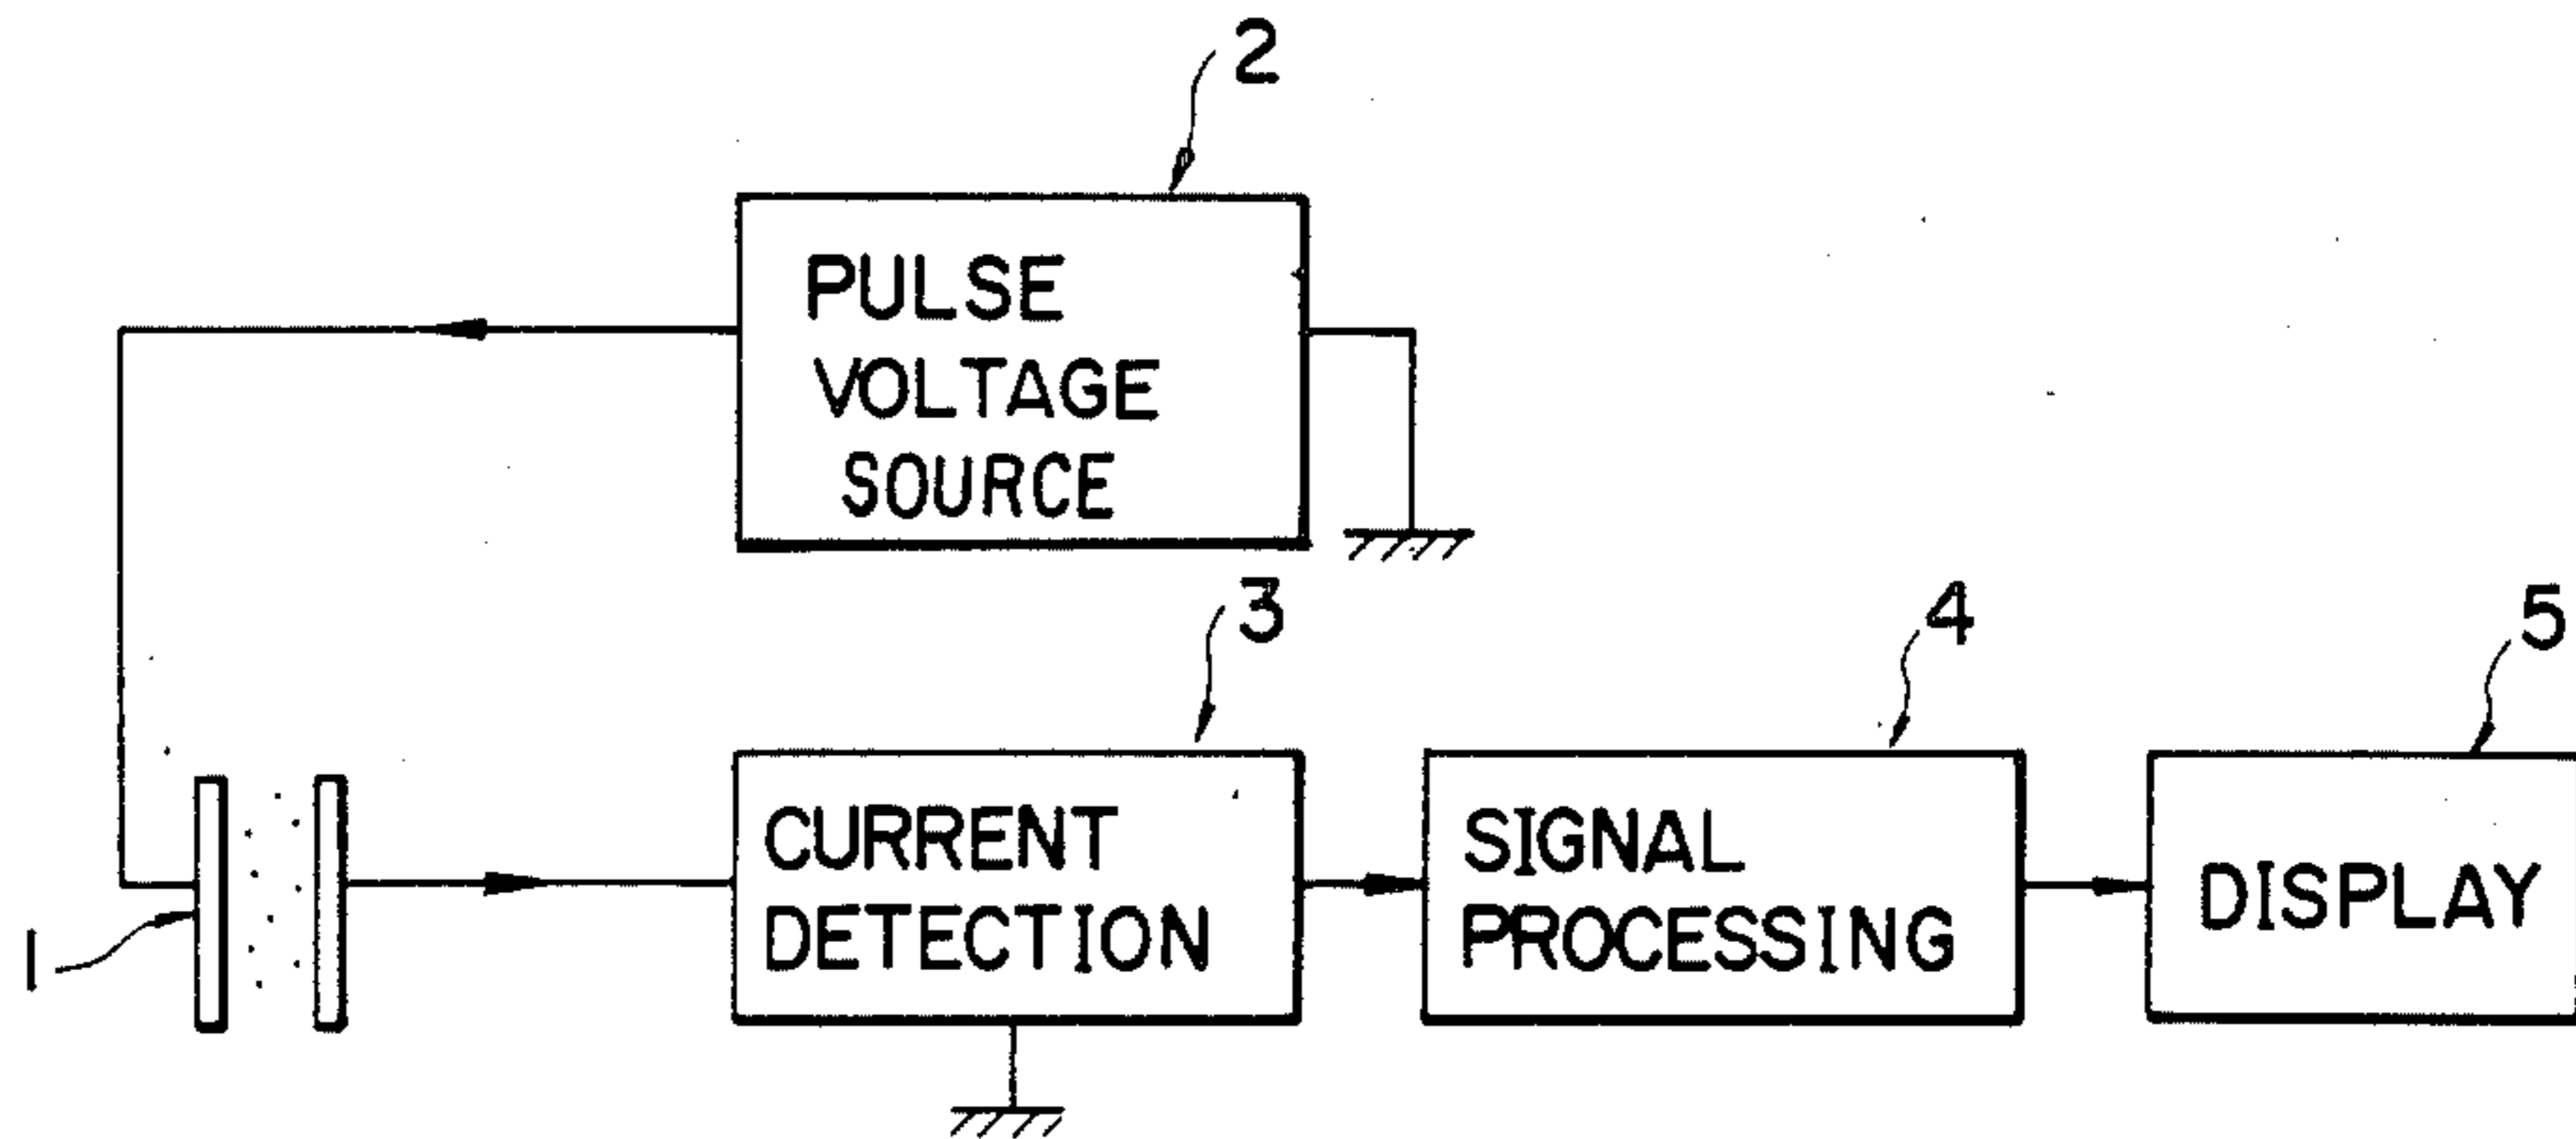 2
PULSE
VOLTAGE
SOURCE
3
4
5
CURRENT
DETECTION
SIGNAL
PROCESSING
DISPLAY
1